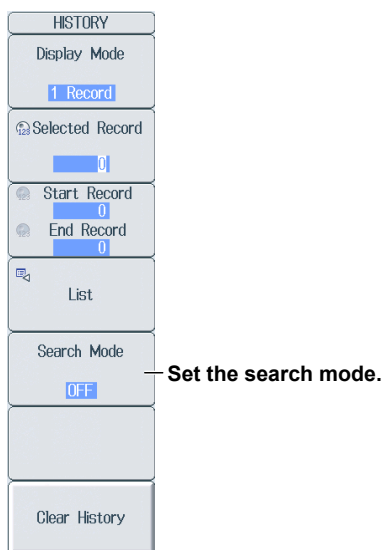 HISTORY
Display Mode
1 Record
123 Selected Record
0
Start Record
0
End Record
0
List
Search Mode
OFF
Set the search mode.
Clear History